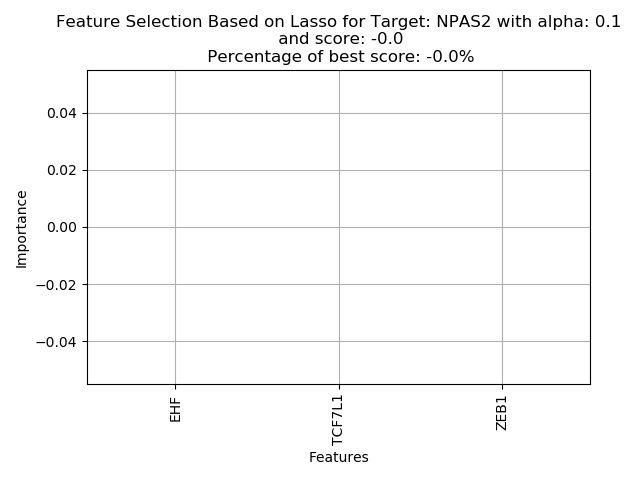 Feature Selection Based on Lasso for Target: NPAS2 with alpha: 0.1
and score: -0.0
Percentage of best score: -0.0%
0.04
0.02
0.00
−0.02
−0.04
Importance
EHF
TCF7L1
ZEB1
Features